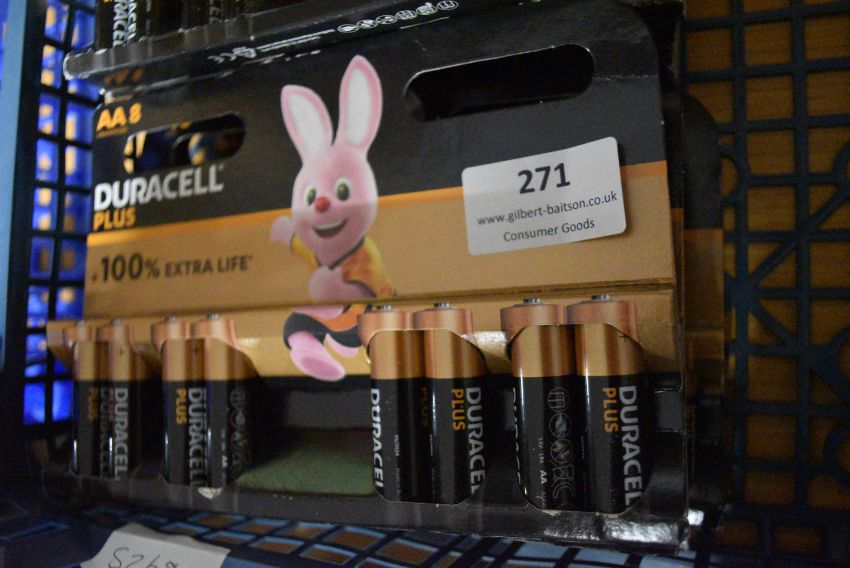 DURACELL
AA 8
DURACELL
PLUS
+100% EXTRA LIFE*
271
www.gilbert-baitson.co.uk
Consumer Goods
PLUS
DURACELL
PLUS
DURACELL
PLUS
DURACELL
AA
PLUS
DURACELL